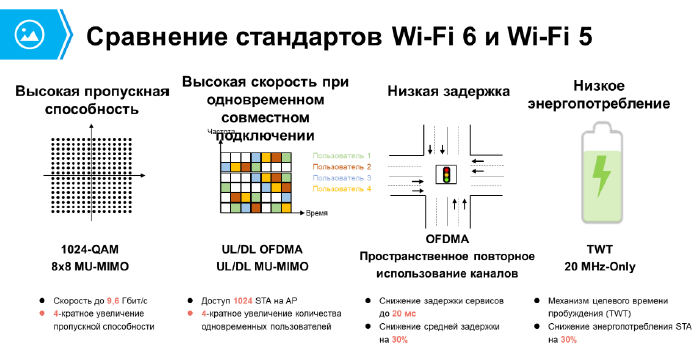 Сравнение стандартов Wi-Fi 6 и Wi-Fi 5
Высокая пропускная
способность
1024-QAM
8x8 MU-MIMO
Скорость до 9,6 Гбит/с
4-кратное увеличение
пропускной способности
Высокая скорость при
одновременном
совместном
подключении
Частота
Пользователь 1
Пользователь 2
Пользователь 3
Пользователь 4
Время
UL/DL OFDMA
UL/DL MU-MIMO
Доступ 1024 STA на AP
4-кратное увеличение количества
одновременных пользователей
Низкая задержка
OFDMA
Пространственное повторное
использование каналов
Снижение задержки сервисов
до 20 мс
Снижение средней задержки
на 30%
Низкое
энергопотребление
TWT
20 MHz-Only
Механизм целевого времени
пробуждения (TWT)
Снижение энергопотребления STA
на 30%